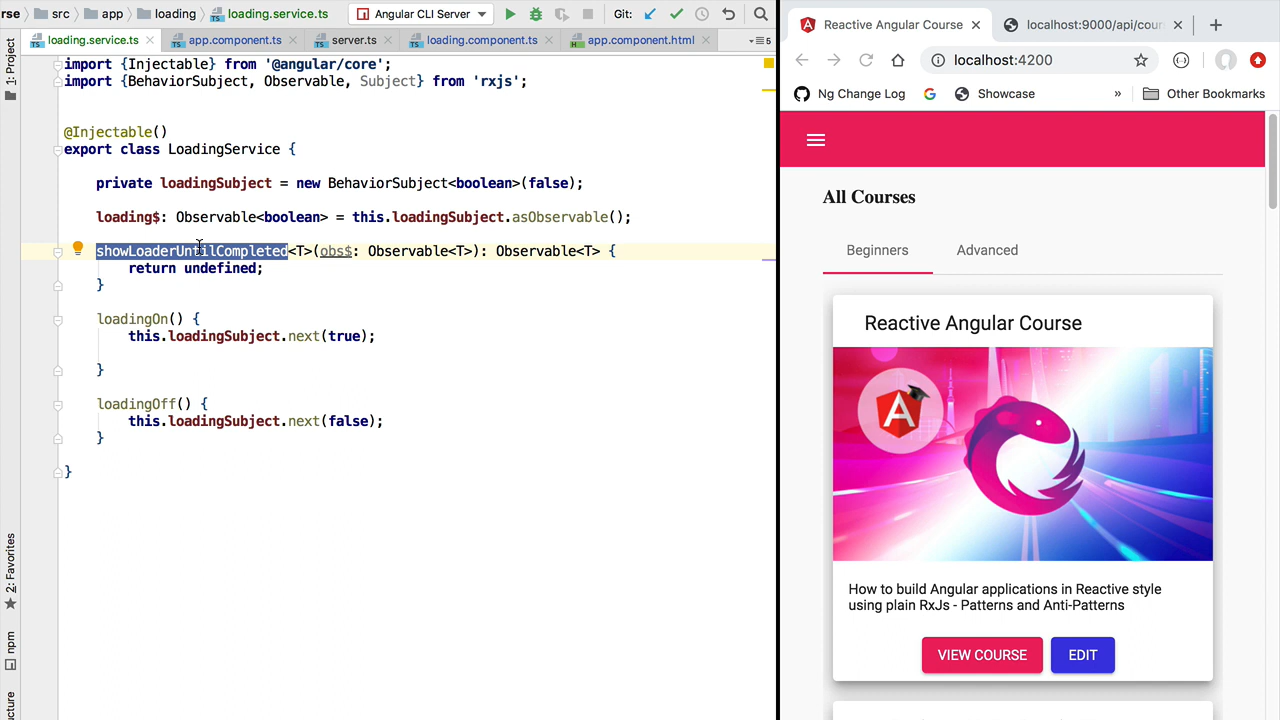 rse src app loading loading.service.ts Angular CLI Server Git:
loading.service.ts app.component.ts server.ts loading.component.ts app.component.html 5
1: Project
2: Favorites
npm
ucture
import {Injectable} from '@angular/core';
import {BehaviorSubject, Observable, Subject} from 'rxjs';
@Injectable()
export class LoadingService {
private loadingSubject = new BehaviorSubject<boolean>(false);
loading$: Observable<boolean> = this.loadingSubject.asObservable();
showLoaderUntilCompleted<T>(obs$: Observable<T>): Observable<T> {
return undefined;
}
loadingOn() {
this.loadingSubject.next(true);
}
loadingOff() {
this.loadingSubject.next(false);
}
}
Reactive Angular Course localhost:9000/api/cour
localhost:4200
Ng Change Log Showcase » Other Bookmarks
All Courses
Beginners Advanced
Reactive Angular Course
How to build Angular applications in Reactive style
using plain RxJs - Patterns and Anti-Patterns
VIEW COURSE EDIT